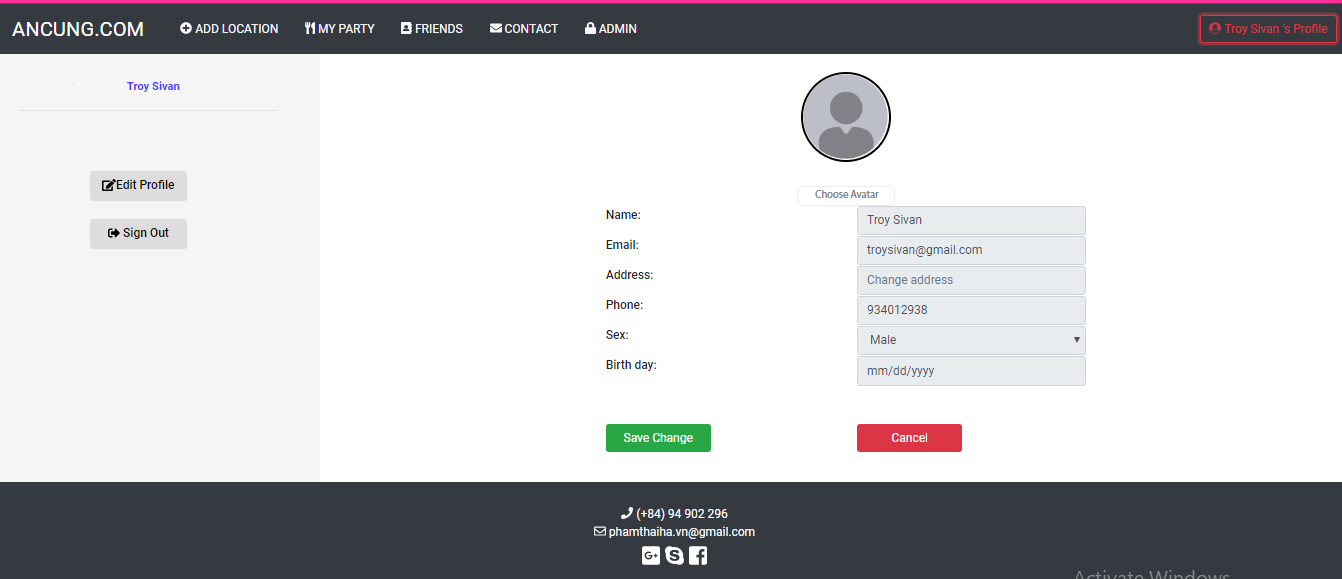 ANCUNG.COM ADD LOCATION MY PARTY FRIENDS CONTACT ADMIN Troy Sivan 's Profile
Troy Sivan
Edit Profile
Sign Out
Choose Avatar
Name: Troy Sivan
Email: troysivan@gmail.com
Address: Change address
Phone: 934012938
Sex: Male
Birth day: mm/dd/yyyy
Save Change Cancel
(+84) 94 902 296
phamthaiha.vn@gmail.com
G+ S f
Activate Windows